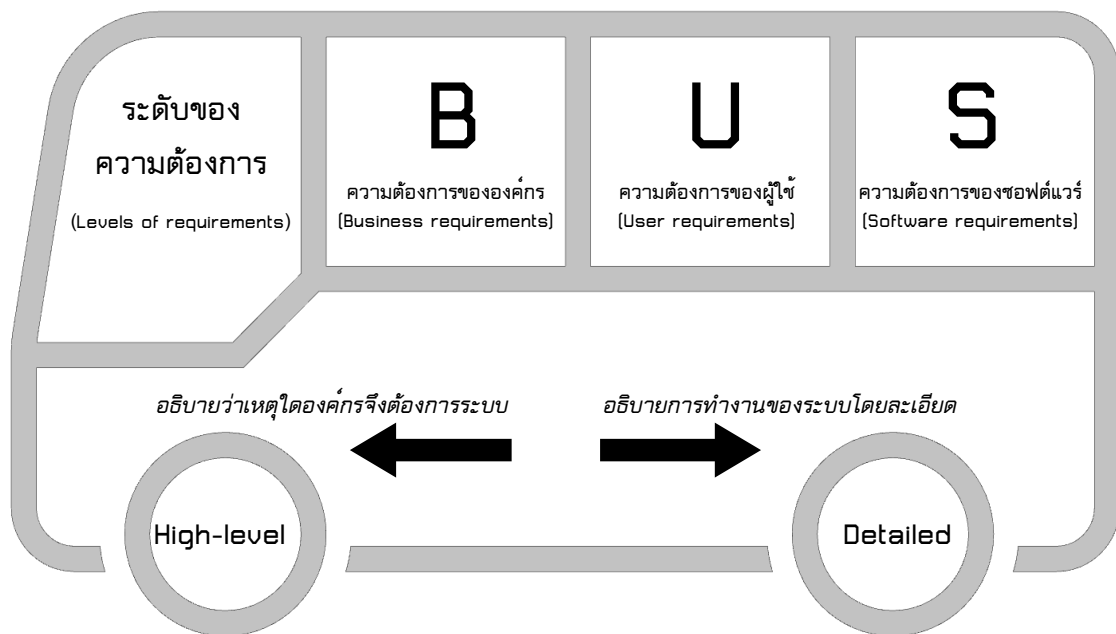 ระดับของ
ความต้องการ
(Levels of requirements)
B
ความต้องการขององค์กร
(Business requirements)
U
ความต้องการของผู้ใช้
(User requirements)
S
ความต้องการของซอฟต์แวร์
(Software requirements)
อธิบายว่าเหตุใดองค์กรจึงต้องการระบบ
อธิบายการทำงานของระบบโดยละเอียด
High-level
Detailed